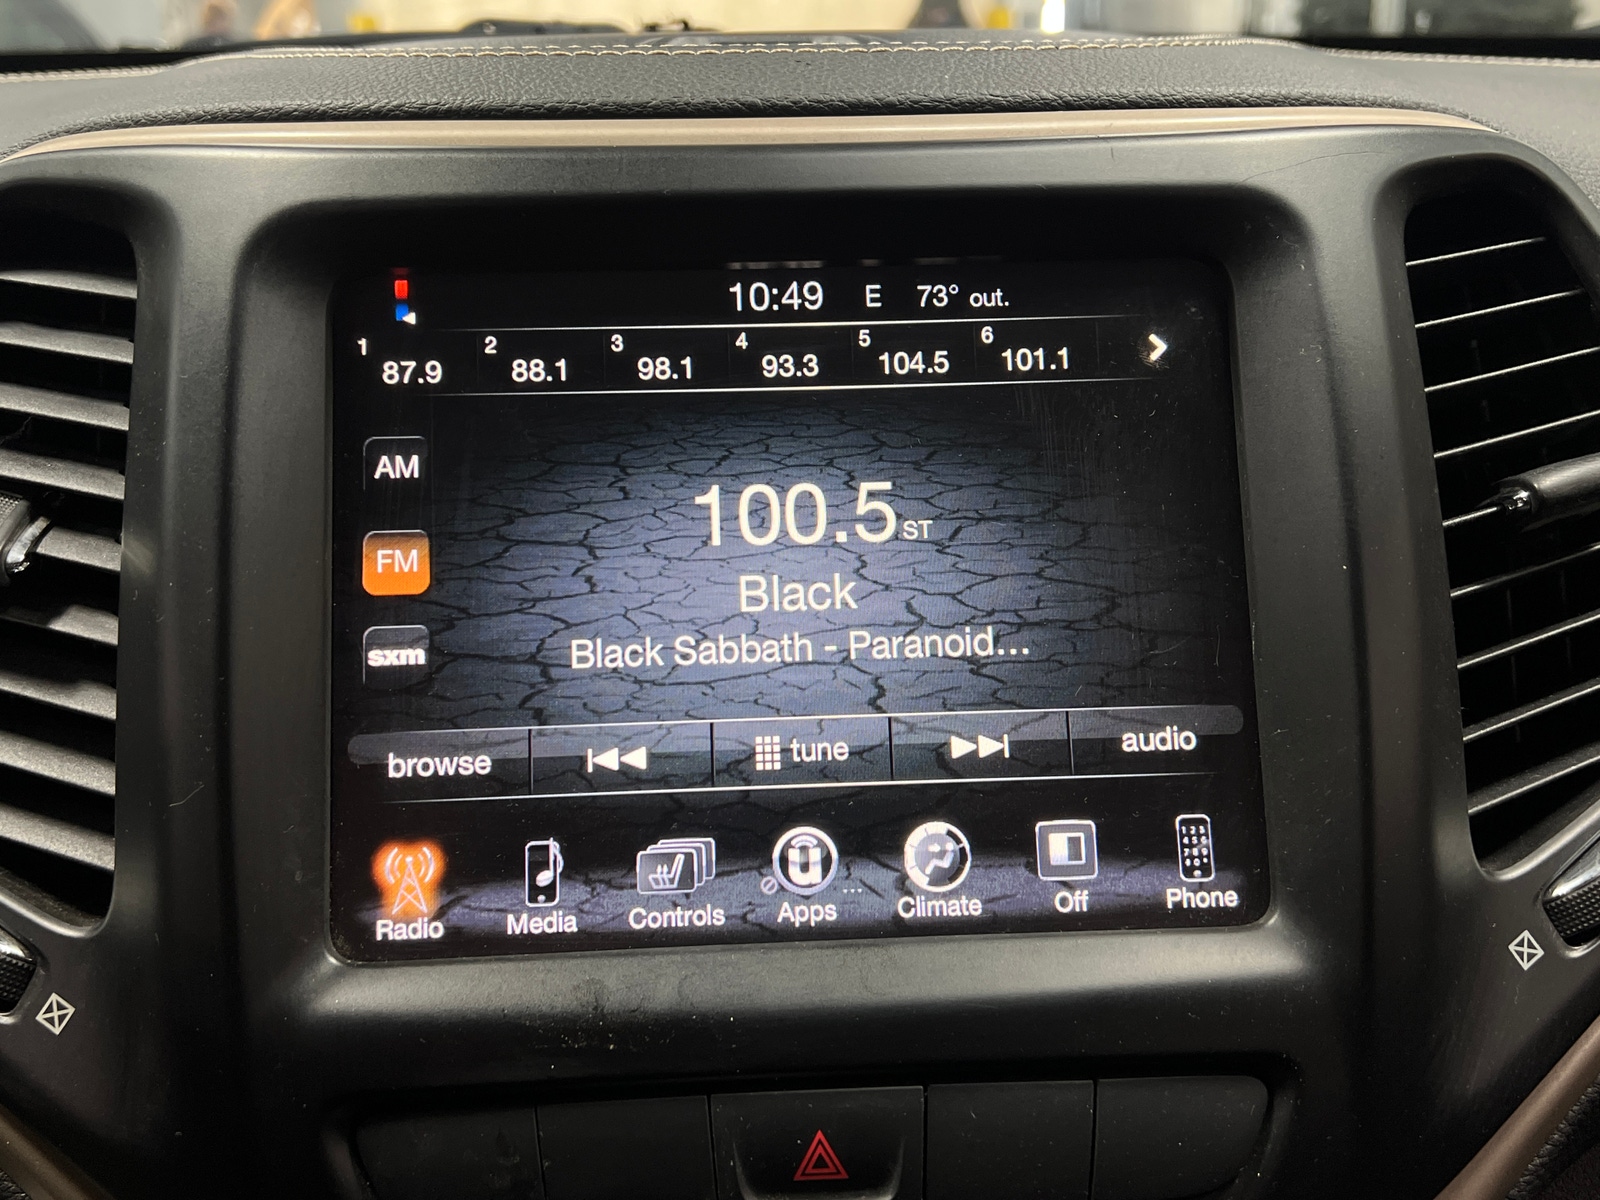 10:49 E 73° out.
1 87.9 2 88.1 3 98.1 4 93.3 5 104.5 6 101.1
AM
100.5 ST
FM
Black
sxm
Black Sabbath - Paranoid...
browse tune audio
Radio Media Controls Apps ... Climate Off Phone